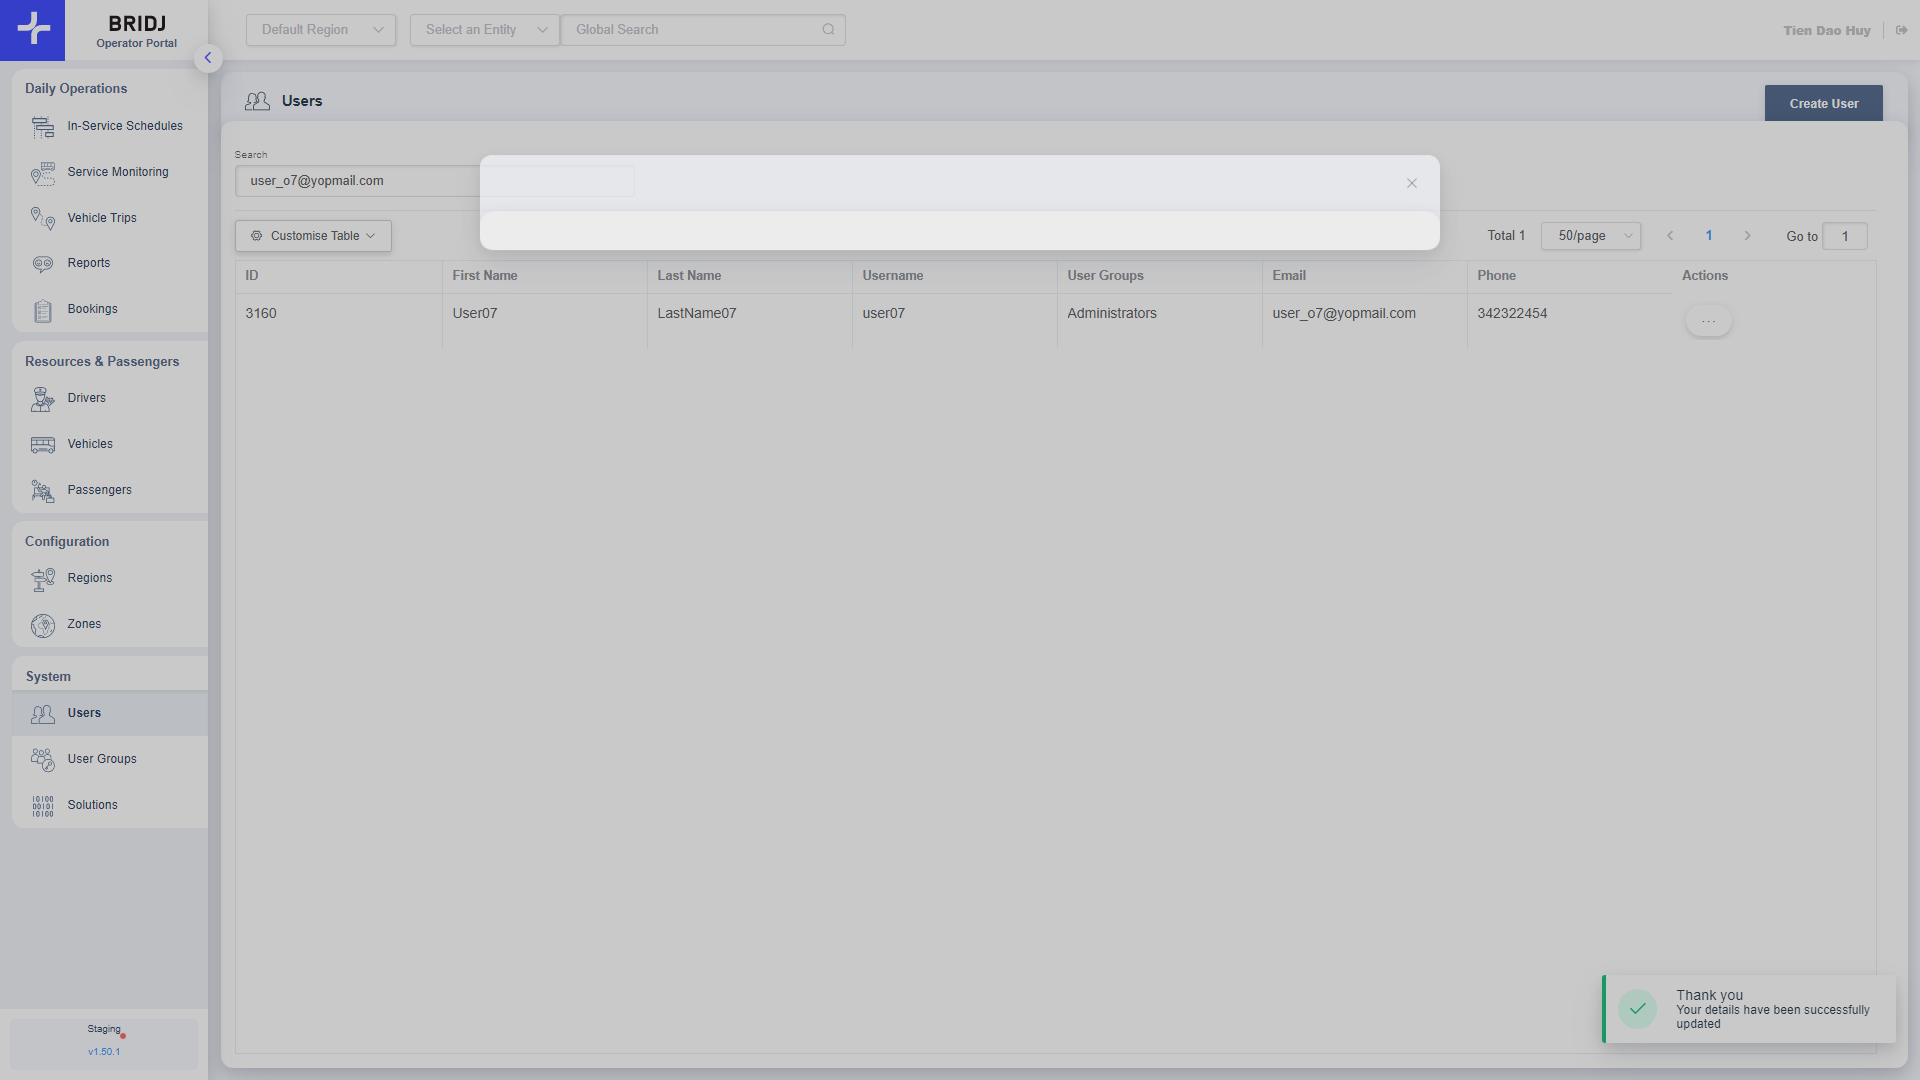 BRIDJ
Operator Portal
Default Region
Select an Entity
Global Search
Tien Dao Huy
Daily Operations
In-Service Schedules
Service Monitoring
Vehicle Trips
Reports
Bookings
Resources & Passengers
Drivers
Vehicles
Passengers
Configuration
Regions
Zones
System
Users
User Groups
Solutions
Staging
v1.50.1
Users
Create User
Search
user_o7@yopmail.com
Customise Table
Total 1
50/page
1
Go to
1
ID
First Name
Last Name
Username
User Groups
Email
Phone
Actions
3160
User07
LastName07
user07
Administrators
user_o7@yopmail.com
342322454
...
Thank you
Your details have been successfully
updated